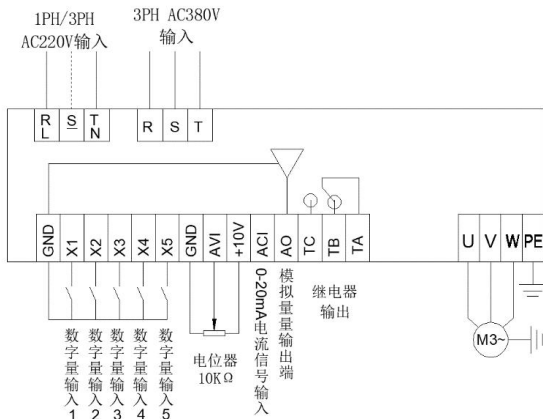 1PH/3PH
AC220V输入
3PH AC380V
输入
R
L
S
T
N
R
S
T
GND
X1
X2
X3
X4
X5
GND
AVI
+10V
ACI
AO
TC
TB
TA
U
V
W
PE
数字量输入1
数字量输入2
数字量输入3
数字量输入4
数字量输入5
电位器
10KΩ
0-20mA电流信号输入
模拟量量输出端
继电器
输出
M3~